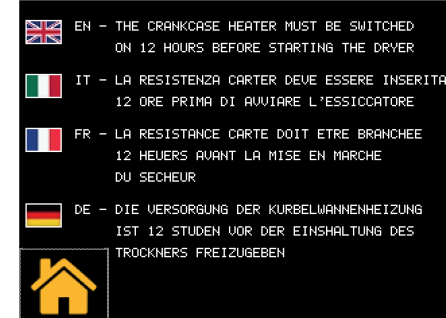 EN - THE CRANKCASE HEATER MUST BE SWITCHED
ON 12 HOURS BEFORE STARTING THE DRYER
IT - LA RESISTENZA CARTER DEVE ESSERE INSERITA
12 ORE PRIMA DI AVVIARE L'ESSICCATORE
FR - LA RESISTANCE CARTE DOIT ETRE BRANCHEE
12 HEUERS AVANT LA MISE EN MARCHE
DU SECHEUR
DE - DIE VERSORGUNG DER KURBELWANNENHEIZUNG
IST 12 STUDEN VOR DER EINSHALTUNG DES
TROCKNERS FREIZUGEBEN